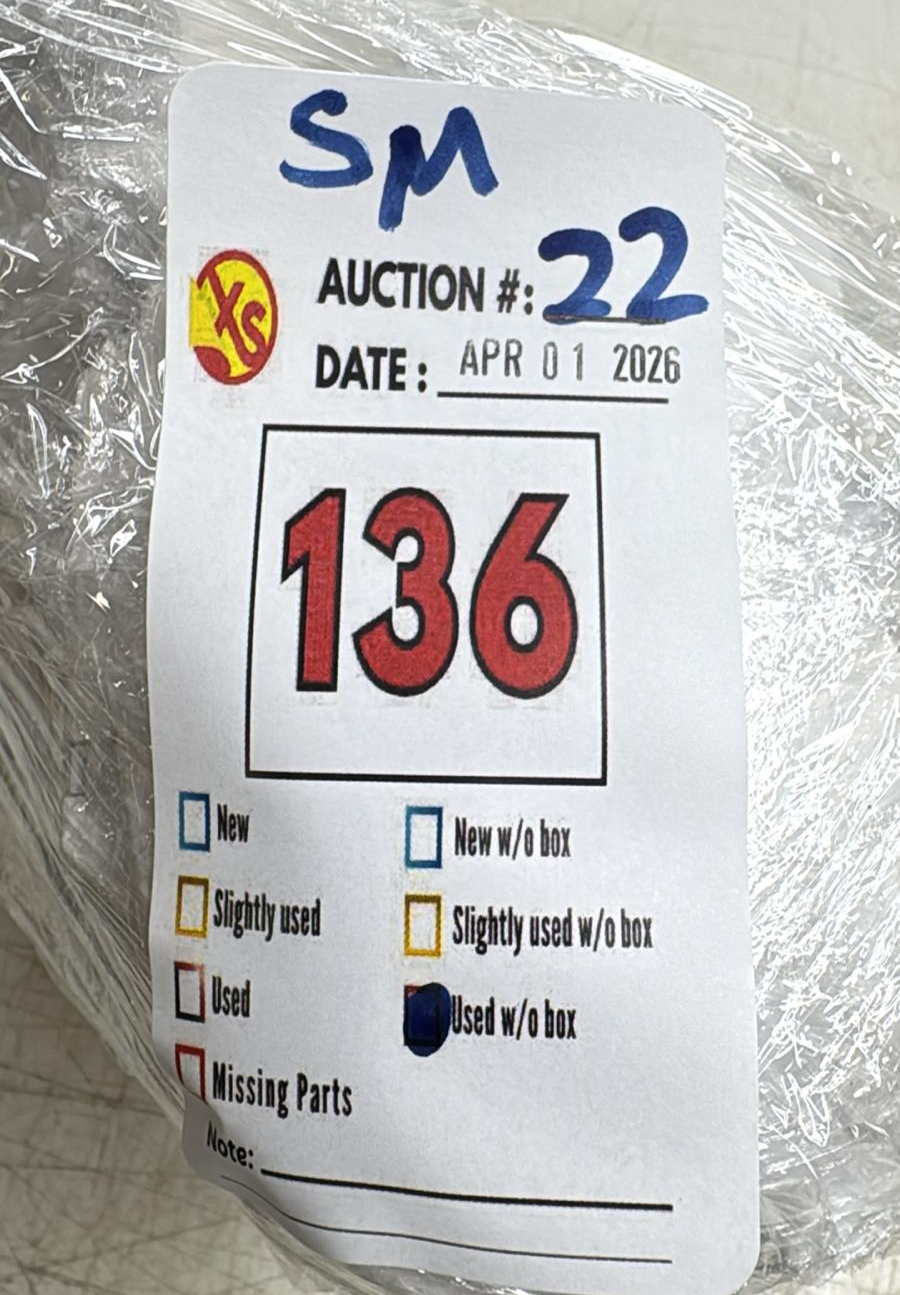 SM
XS
AUCTION #: 22
DATE: APR 01 2026
136
New
New w/o box
Slightly used
Slightly used w/o box
Used
Used w/o box
Missing Parts
Note: